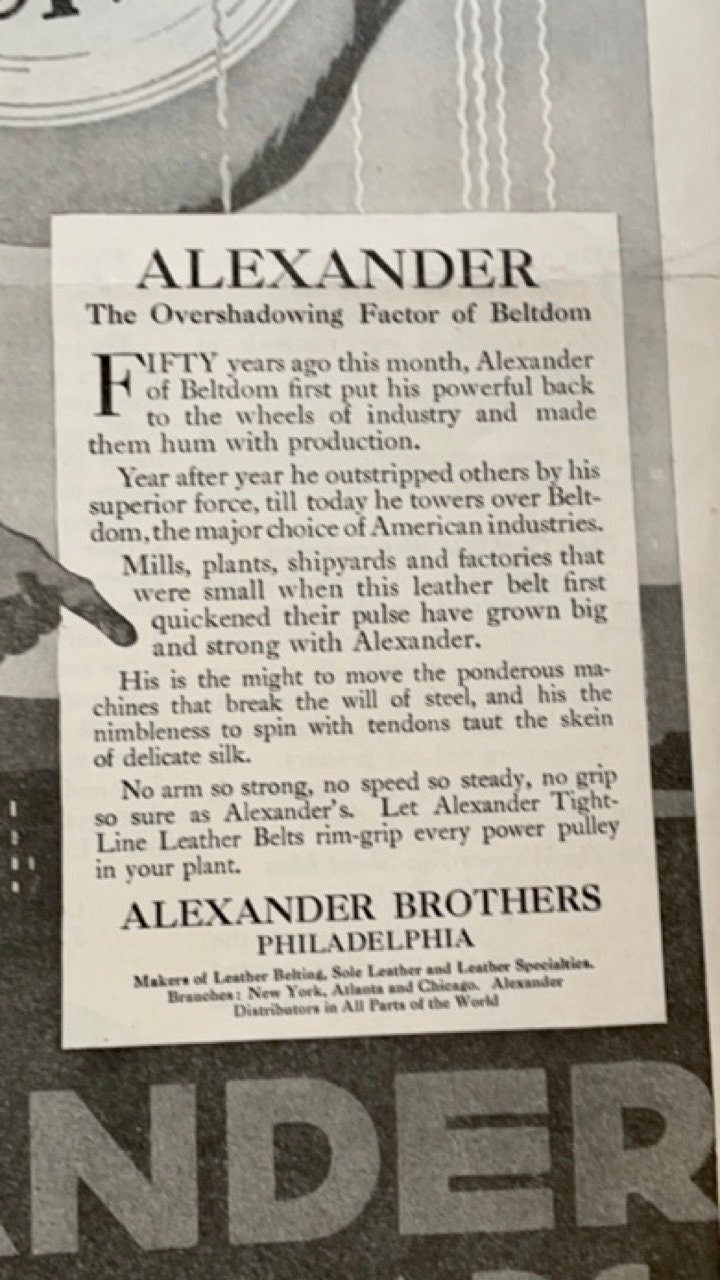 ALEXANDER
The Overshadowing Factor of Beltdom
FIFTY years ago this month, Alexander
of Beltdom first put his powerful back
to the wheels of industry and made
them hum with production.
Year after year he outstripped others by his
superior force, till today he towers over Belt-
dom, the major choice of American industries.
Mills, plants, shipyards and factories that
were small when this leather belt first
quickened their pulse have grown big
and strong with Alexander.
His is the might to move the ponderous ma-
chines that break the will of steel, and his the
nimbleness to spin with tendons taut the skein
of delicate silk.
No arm so strong, no speed so steady, no grip
so sure as Alexander's. Let Alexander Tight-
Line Leather Belts rim-grip every power pulley
in your plant.
ALEXANDER BROTHERS
PHILADELPHIA
Makers of Leather Belting, Sole Leather and Leather Specialties.
Branches: New York, Atlanta and Chicago. Alexander
Distributors in All Parts of the World
ANDER